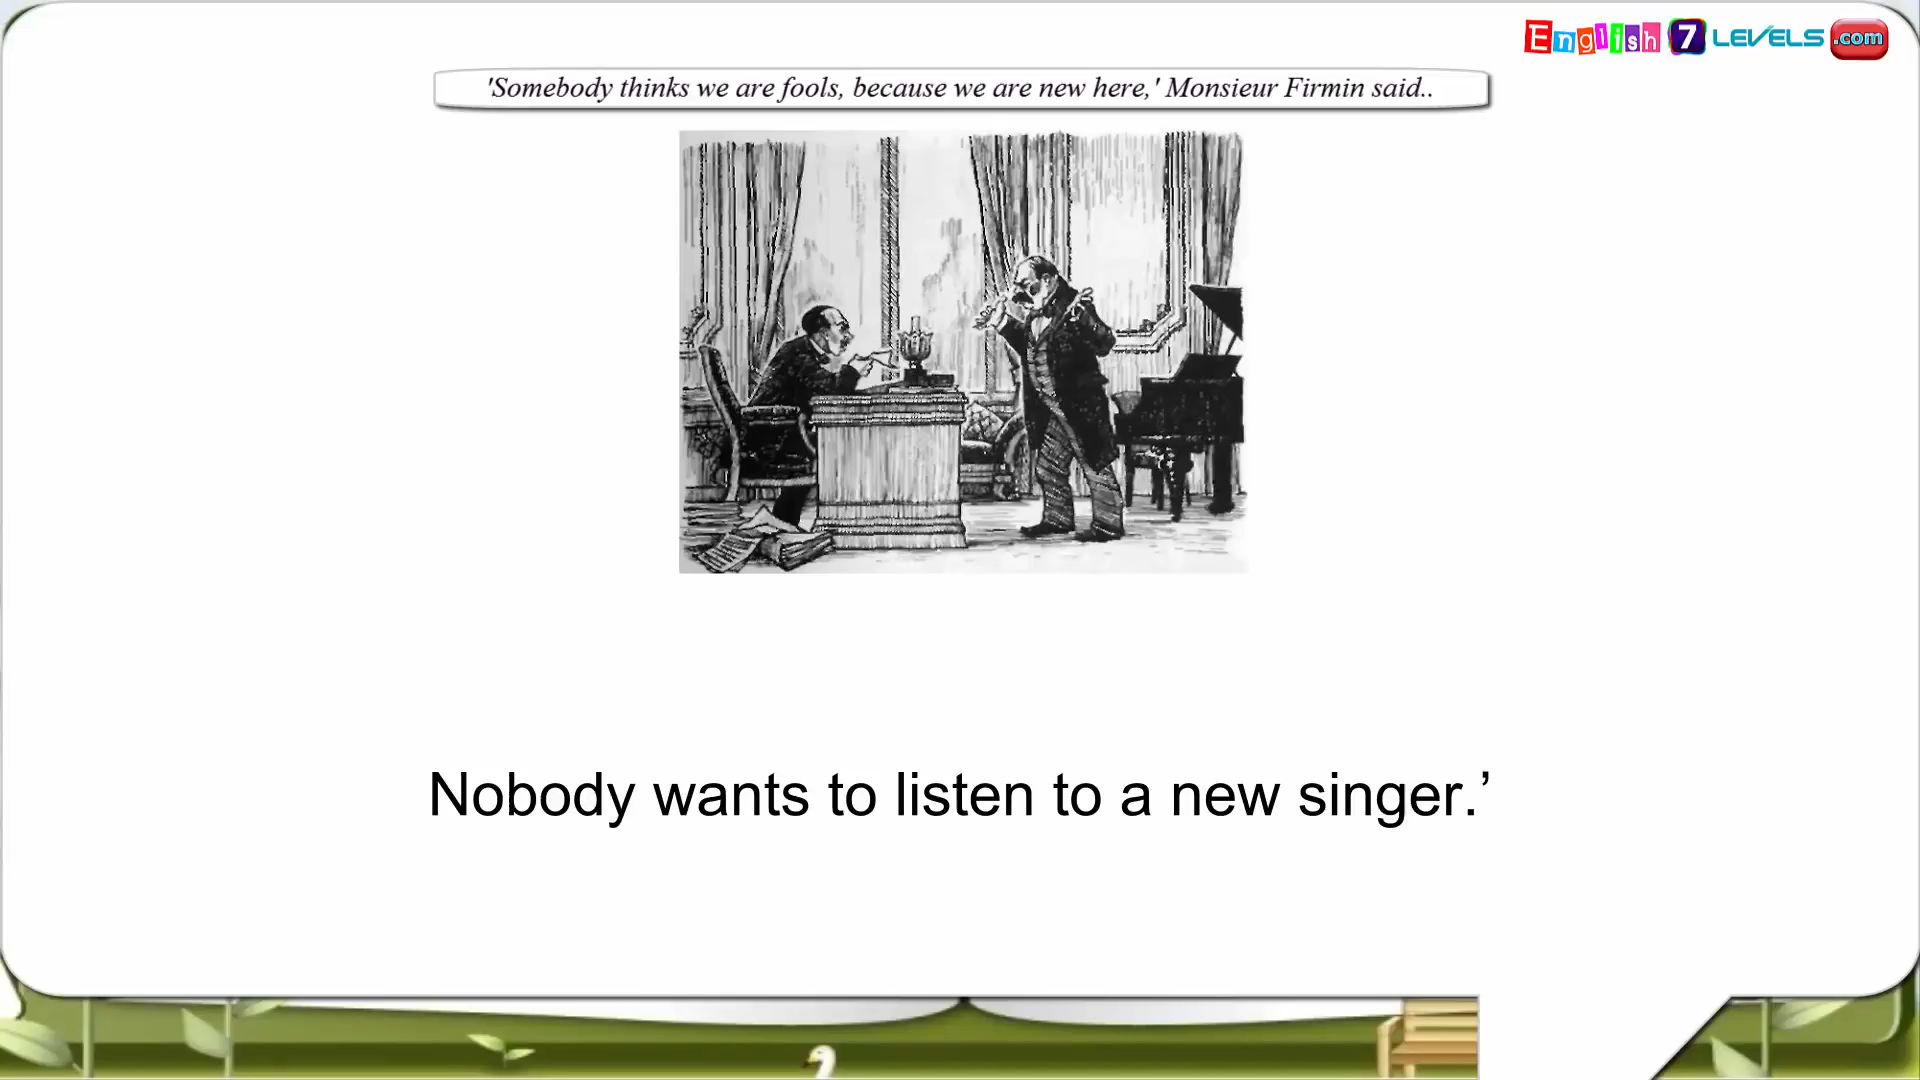 English 7 LEVELS .com
'Somebody thinks we are fools, because we are new here,' Monsieur Firmin said..
Nobody wants to listen to a new singer.’